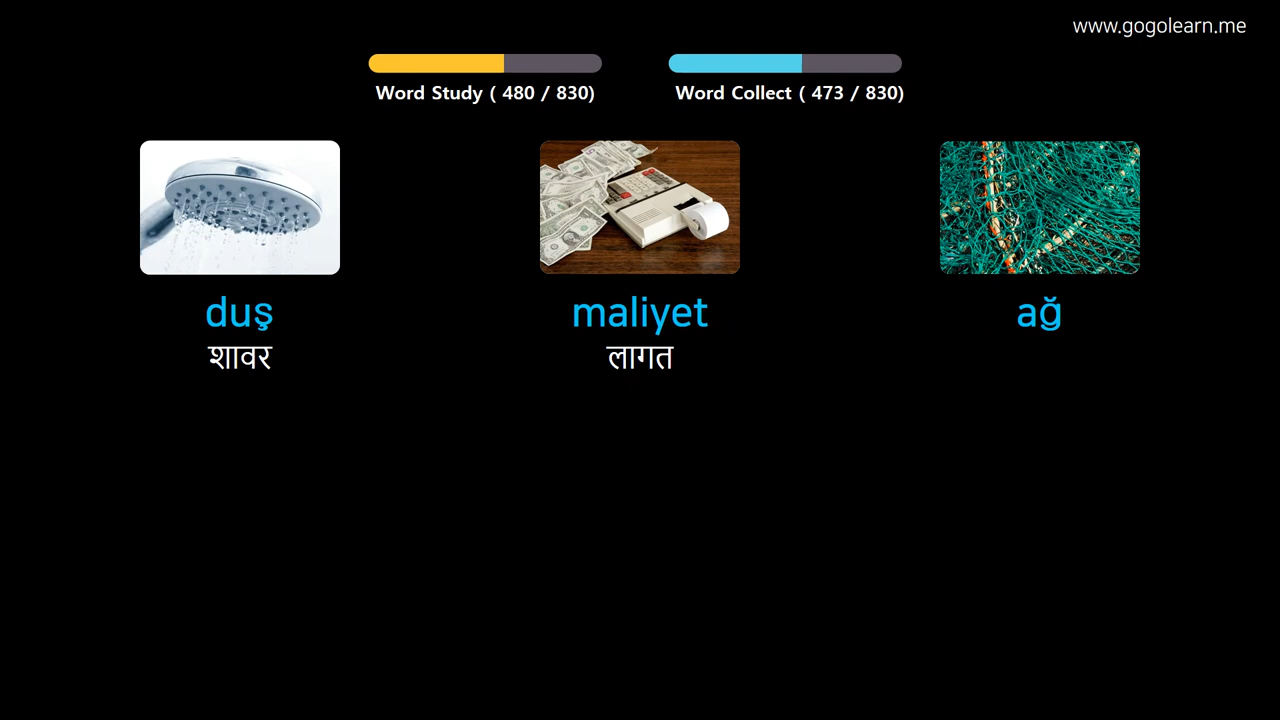 www.gogolearn.me
Word Study ( 480 / 830)
Word Collect ( 473 / 830)
duş
maliyet
ağ
शावर
लागत